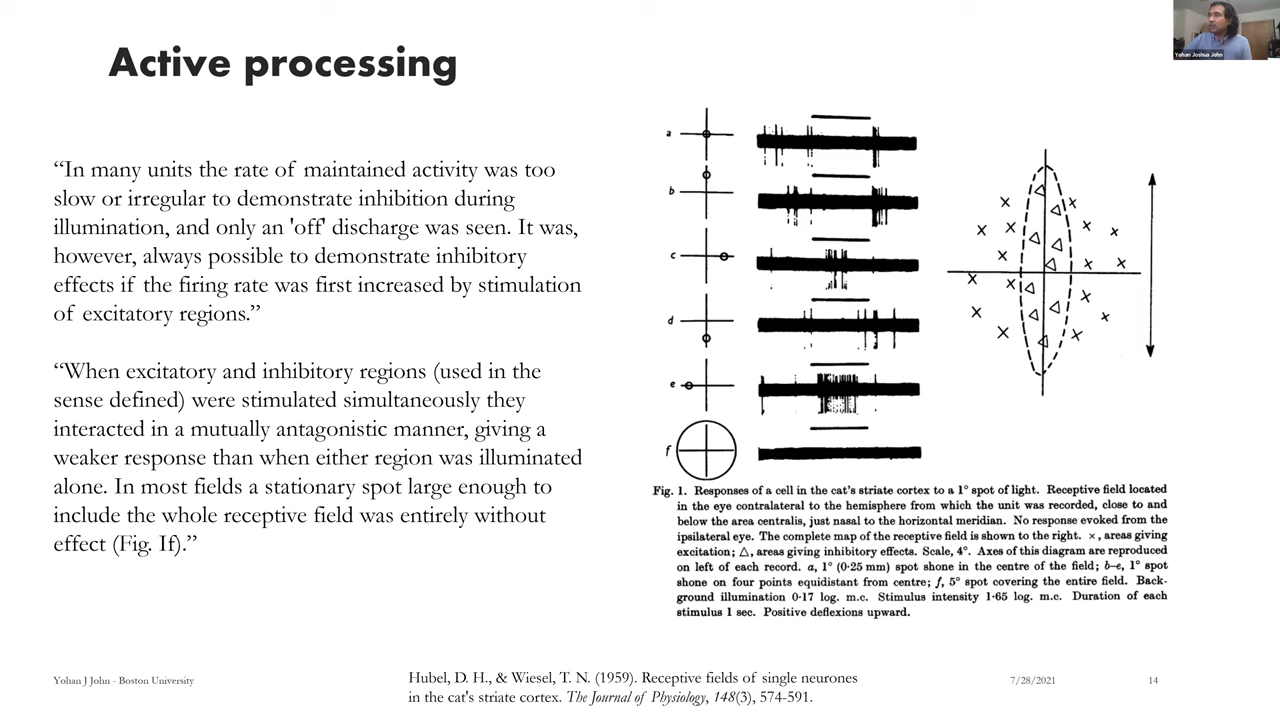 Active processing
Yohan Joshua John
“In many units the rate of maintained activity was too
slow or irregular to demonstrate inhibition during
illumination, and only an 'off' discharge was seen. It was,
however, always possible to demonstrate inhibitory
effects if the firing rate was first increased by stimulation
of excitatory regions.”
“When excitatory and inhibitory regions (used in the
sense defined) were stimulated simultaneously they
interacted in a mutually antagonistic manner, giving a
weaker response than when either region was illuminated
alone. In most fields a stationary spot large enough to
include the whole receptive field was entirely without
effect (Fig. If).”
a
b
c
d
e
f
Fig. 1. Responses of a cell in the cat's striate cortex to a 1° spot of light. Receptive field located
in the eye contralateral to the hemisphere from which the unit was recorded, close to and
below the area centralis, just nasal to the horizontal meridian. No response evoked from the
ipsilateral eye. The complete map of the receptive field is shown to the right. ×, areas giving
excitation; △, areas giving inhibitory effects. Scale, 4°. Axes of this diagram are reproduced
on left of each record. a, 1° (0·25 mm) spot shone in the centre of the field; b–e, 1° spot
shone on four points equidistant from centre; f, 5° spot covering the entire field. Back-
ground illumination 0·17 log. m.c. Stimulus intensity 1·65 log. m.c. Duration of each
stimulus 1 sec. Positive deflexions upward.
Yohan J John - Boston University
Hubel, D. H., & Wiesel, T. N. (1959). Receptive fields of single neurones
in the cat's striate cortex. The Journal of Physiology, 148(3), 574-591.
7/28/2021
14